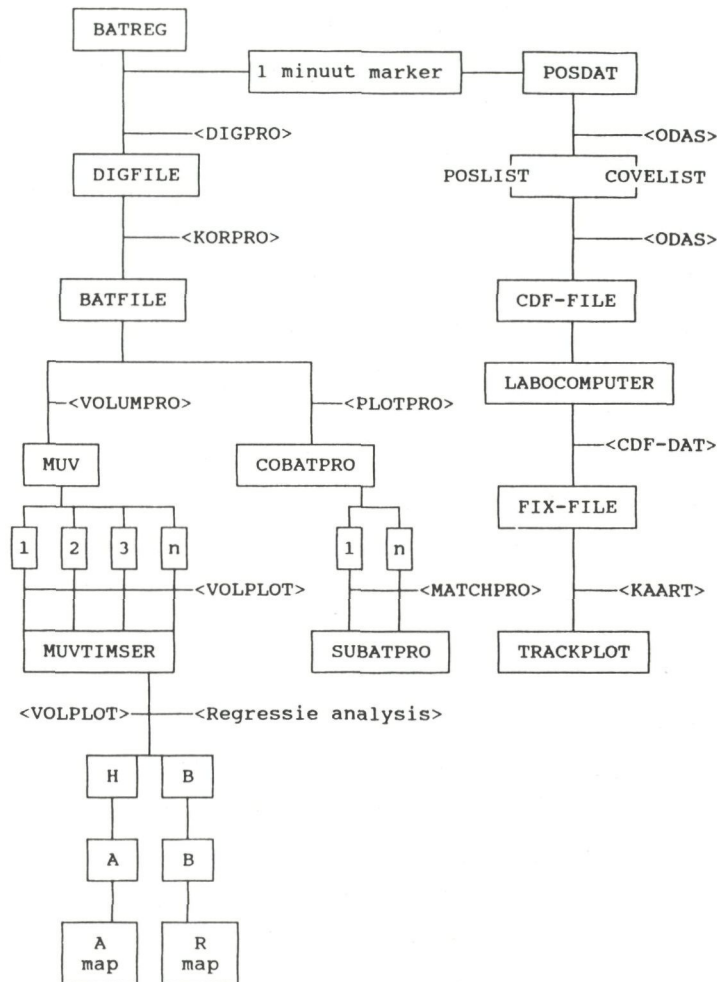 BATREG
1 minuut marker
POSDAT
<DIGPRO>
<ODAS>
DIGFILE
POSLIST COVELIST
<KORPRO>
<ODAS>
BATFILE
CDF-FILE
LABOCOMPUTER
<VOLUMPRO>
<PLOTPRO>
<CDF-DAT>
MUV
COBATPRO
FIX-FILE
1 2 3 n
1 n
<VOLPLOT>
<MATCHPRO>
<KAART>
MUVTIMSER
SUBATPRO
TRACKPLOT
<VOLPLOT>
<Regressie analysis>
H B
A B
A
map
R
map